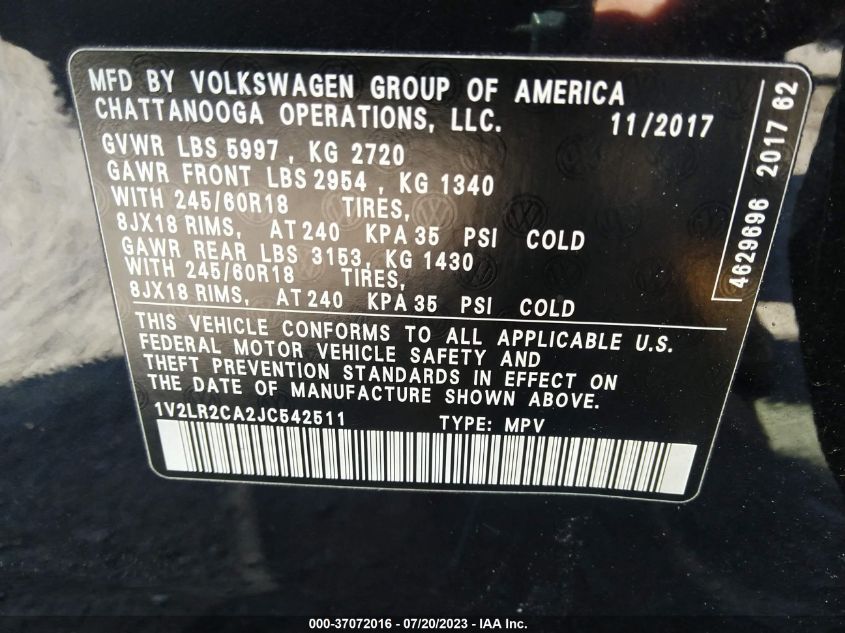 MFD BY VOLKSWAGEN GROUP OF AMERICA
CHATTANOOGA OPERATIONS, LLC. 11/2017
GVWR LBS 5997, KG 2720
GAWR FRONT LBS 2954, KG 1340
WITH 245/60R18 TIRES,
8JX18 RIMS, AT 240 KPA 35 PSI COLD
GAWR REAR LBS 3153, KG 1430
WITH 245/60R18 TIRES,
8JX18 RIMS, AT 240 KPA 35 PSI COLD
THIS VEHICLE CONFORMS TO ALL APPLICABLE U.S.
FEDERAL MOTOR VEHICLE SAFETY AND
THEFT PREVENTION STANDARDS IN EFFECT ON
THE DATE OF MANUFACTURE SHOWN ABOVE.
1V2LR2CA2JC542511 TYPE: MPV
4629696 2017 62
000-37072016 - 07/20/2023 - IAA Inc.